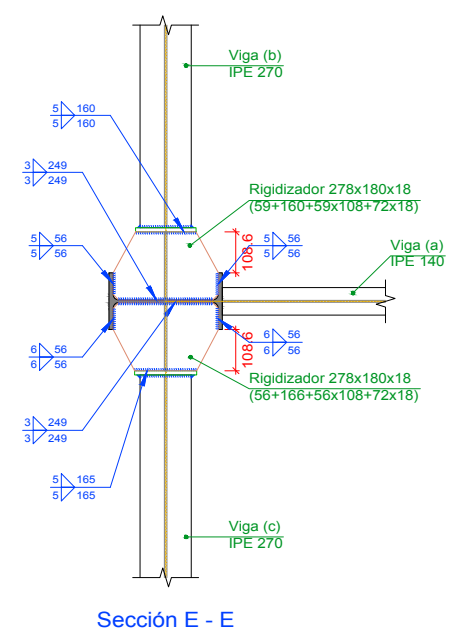 Viga (b)
IPE 270
5 160
5 160
3 249
3 249
Rigidizador 278x180x18
(59+160+59x108+72x18)
5 56
5 56
108.6
5 56
5 56
Viga (a)
IPE 140
6 56
6 56
108.6
6 56
6 56
Rigidizador 278x180x18
(56+166+56x108+72x18)
3 249
3 249
5 165
5 165
Viga (c)
IPE 270
Sección E - E